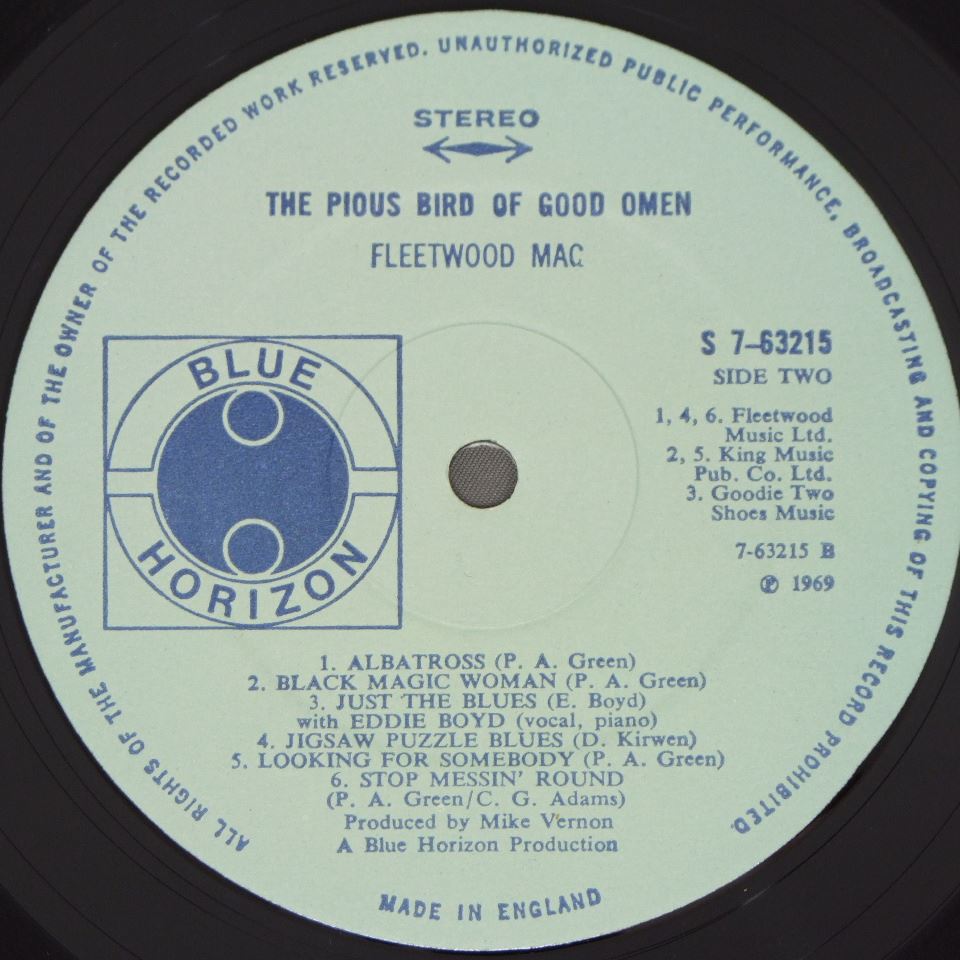 ALL RIGHTS OF THE MANUFACTURER AND OF THE OWNER OF THE RECORDED WORK RESERVED. UNAUTHORIZED PUBLIC PERFORMANCE, BROADCASTING AND COPYING OF THIS RECORD PROHIBITED.
STEREO
THE PIOUS BIRD OF GOOD OMEN
FLEETWOOD MAC
BLUE
HORIZON
S 7–63215
SIDE TWO
1, 4, 6. Fleetwood
Music Ltd.
2, 5. King Music
Pub. Co. Ltd.
3. Goodie Two
Shoes Music
7-63215 B
℗ 1969
1. ALBATROSS (P. A. Green)
2. BLACK MAGIC WOMAN (P. A. Green)
3. JUST THE BLUES (E. Boyd)
with EDDIE BOYD (vocal, piano)
4. JIGSAW PUZZLE BLUES (D. Kirwen)
5. LOOKING FOR SOMEBODY (P. A. Green)
6. STOP MESSIN' ROUND
(P. A. Green/C. G. Adams)
Produced by Mike Vernon
A Blue Horizon Production
MADE IN ENGLAND